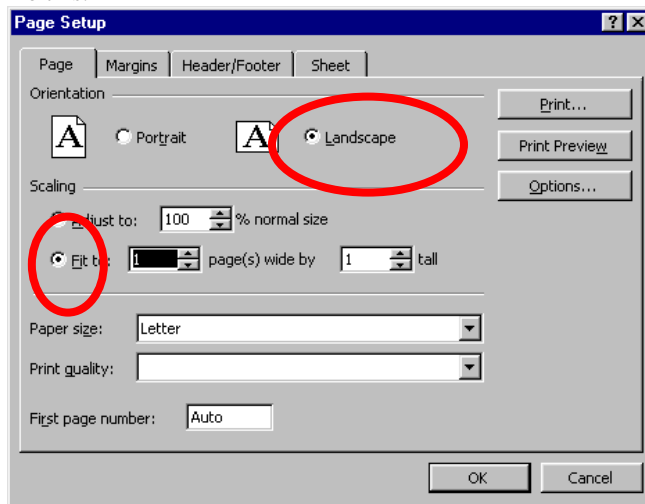 Page Setup
Page Margins Header/Footer Sheet
Orientation
A Portrait A Landscape
Print...
Print Preview
Options...
Scaling
Adjust to: 100 % normal size
Fit to: 1 page(s) wide by 1 tall
Paper size: Letter
Print quality:
First page number: Auto
OK Cancel